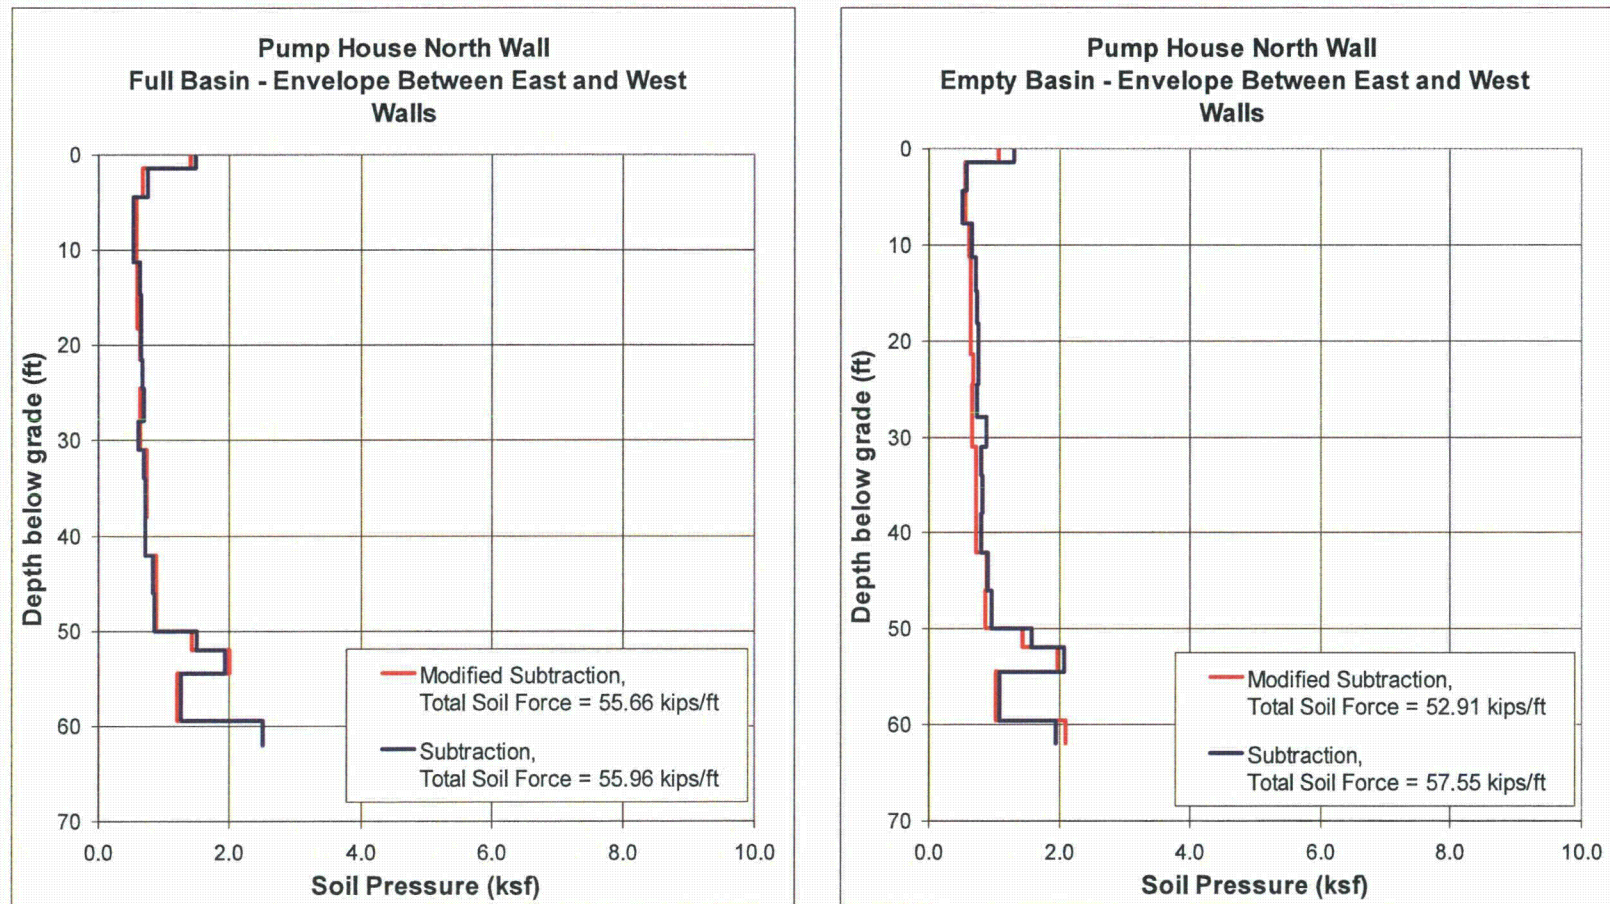 Pump House North Wall
Full Basin - Envelope Between East and West
Walls
0
10
20
30
40
50
60
70
Depth below grade (ft)
Modified Subtraction,
Total Soil Force = 55.66 kips/ft
Subtraction,
Total Soil Force = 55.96 kips/ft
0.0
2.0
4.0
6.0
8.0
10.0
Soil Pressure (ksf)
Pump House North Wall
Empty Basin - Envelope Between East and West
Walls
0
10
20
30
40
50
60
70
Depth below grade (ft)
Modified Subtraction,
Total Soil Force = 52.91 kips/ft
Subtraction,
Total Soil Force = 57.55 kips/ft
0.0
2.0
4.0
6.0
8.0
10.0
Soil Pressure (ksf)